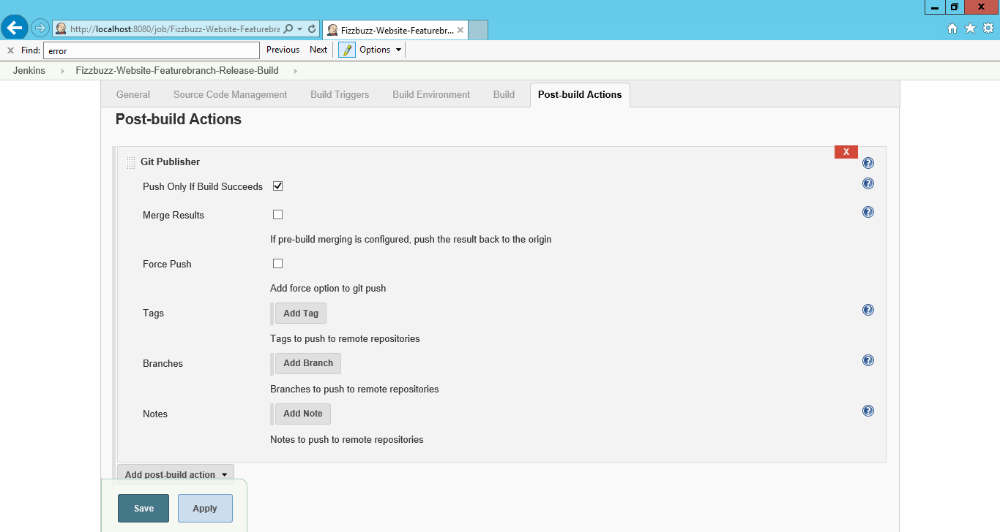 X
http://localhost:8080/job/Fizzbuzz-Website-Featurebra
Fizzbuzz-Website-Featurebr... ×
x Find: error Previous Next Options
Jenkins Fizzbuzz-Website-Featurebranch-Release-Build
General Source Code Management Build Triggers Build Environment Build Post-build Actions
Post-build Actions
X
Git Publisher ?
Push Only If Build Succeeds ?
Merge Results ?
If pre-build merging is configured, push the result back to the origin
Force Push
Add force option to git push
Tags Add Tag ?
Tags to push to remote repositories
Branches Add Branch ?
Branches to push to remote repositories
Notes Add Note ?
Notes to push to remote repositories
Add post-build action
Save Apply